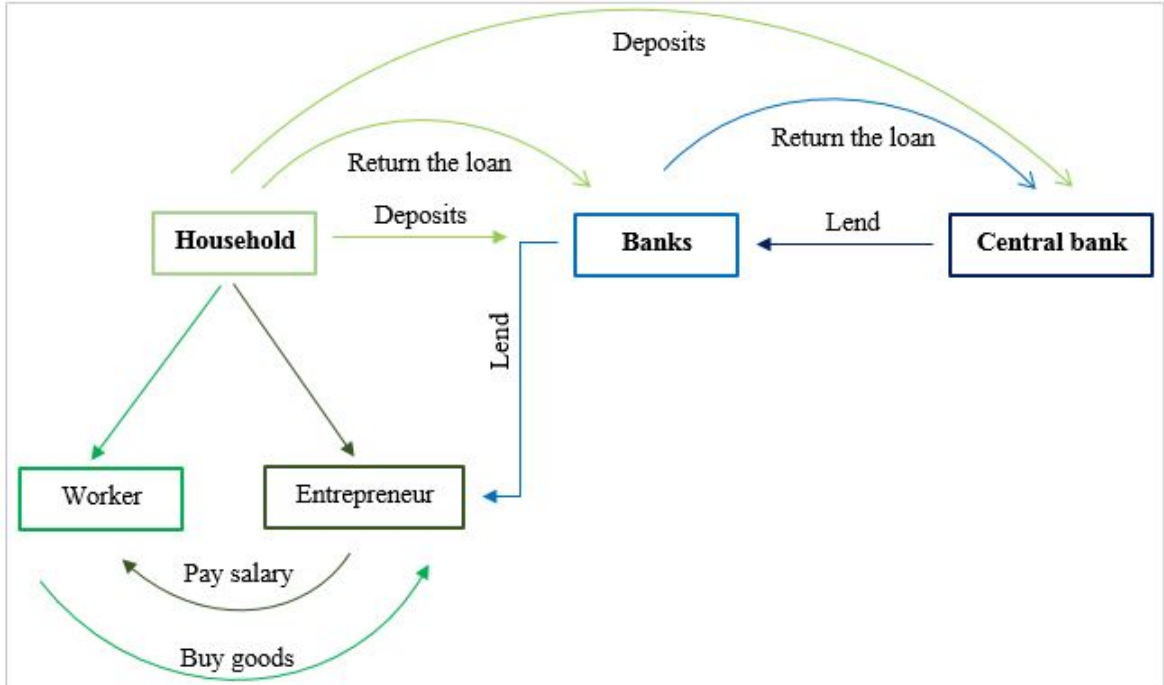 Deposits
Return the loan
Return the loan
Deposits
Household
Banks
Lend
Central bank
Lend
Worker
Entrepreneur
Pay salary
Buy goods